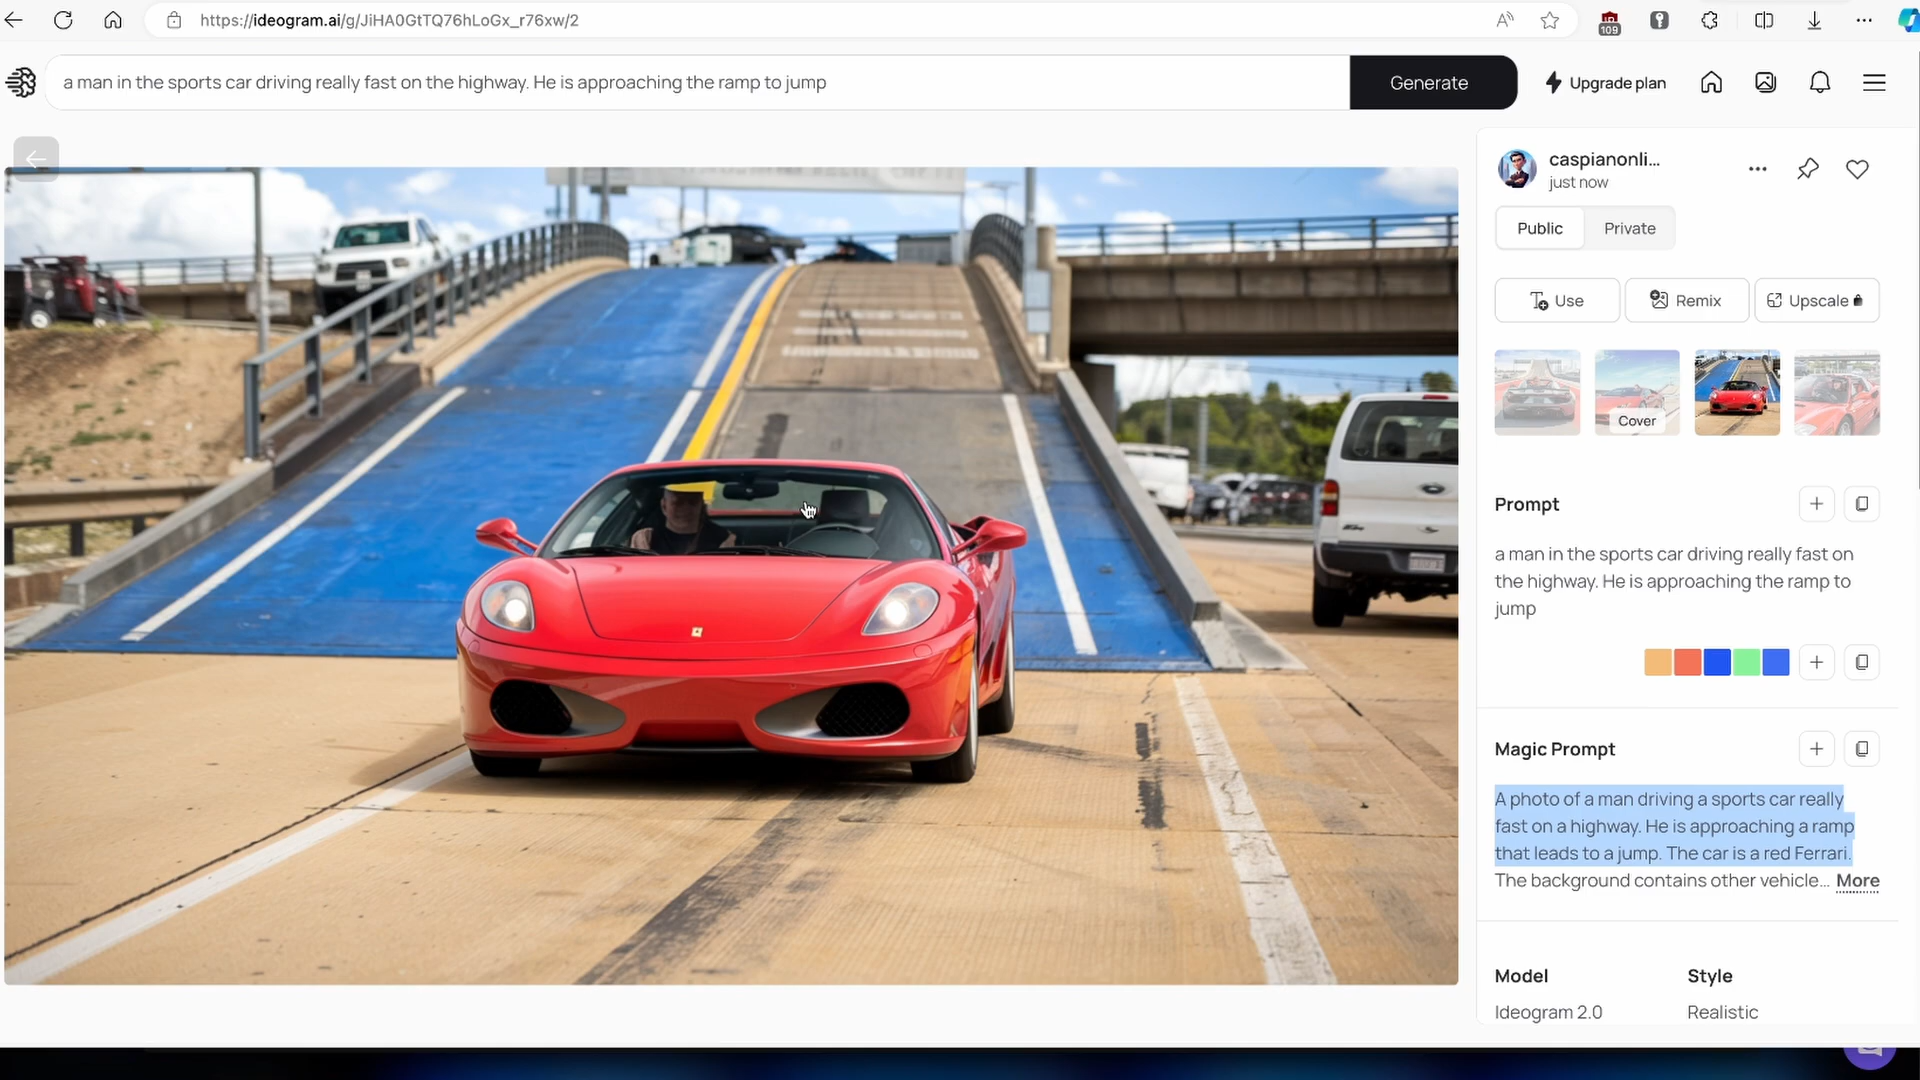 https://ideogram.ai/g/JiHA0GtTQ76hLoGx_r76xw/2
109
a man in the sports car driving really fast on the highway. He is approaching the ramp to jump
Generate
Upgrade plan
caspianonli...
just now
Public
Private
Use
Remix
Upscale
Cover
Prompt
a man in the sports car driving really fast on
the highway. He is approaching the ramp to
jump
Magic Prompt
A photo of a man driving a sports car really
fast on a highway. He is approaching a ramp
that leads to a jump. The car is a red Ferrari.
The background contains other vehicle... More
Model
Style
Ideogram 2.0
Realistic